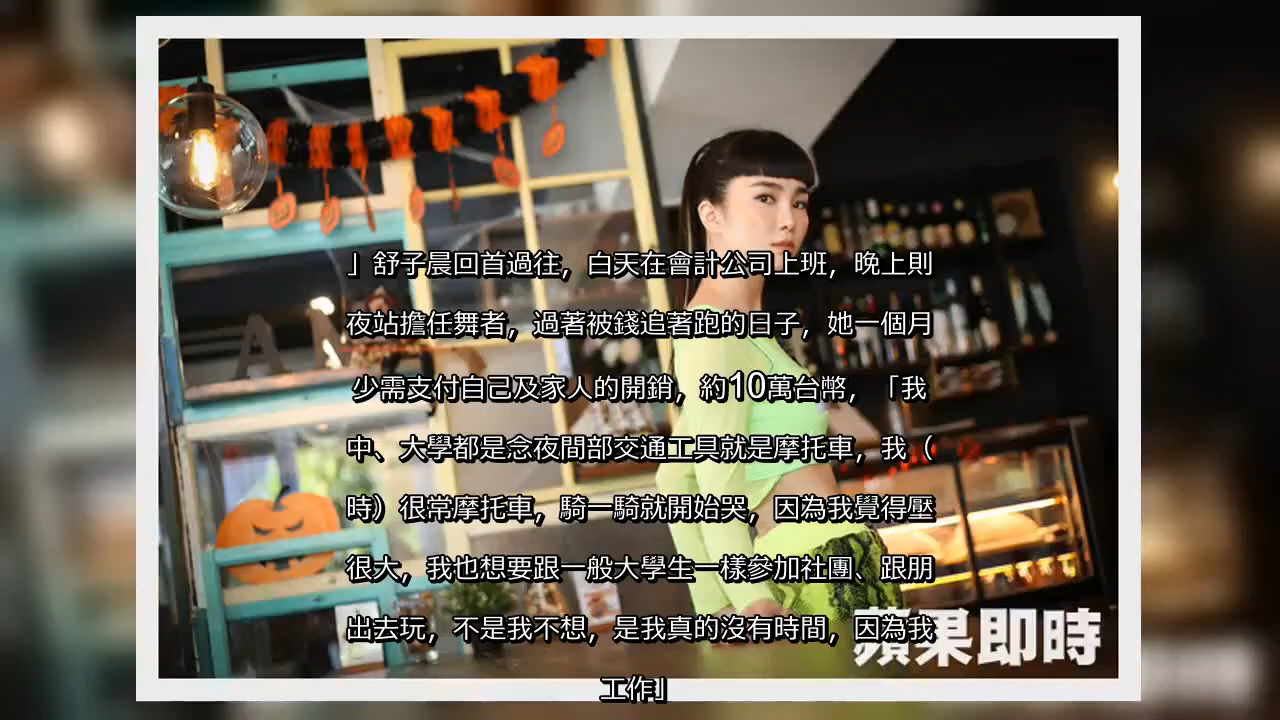 」舒子晨回首過往，白天在會計公司上班，晚上則
夜站擔任舞者，過著被錢追著跑的日子，她一個月
少需支付自己及家人的開銷，約10萬台幣，「我
中、大學都是念夜間部交通工具就是摩托車，我（
時）很常摩托車，騎一騎就開始哭，因為我覺得壓
很大，我也想要跟一般大學生一樣參加社團、跟朋
出去玩，不是我不想，是我真的沒有時間，因為我
工作」
蘋果即時